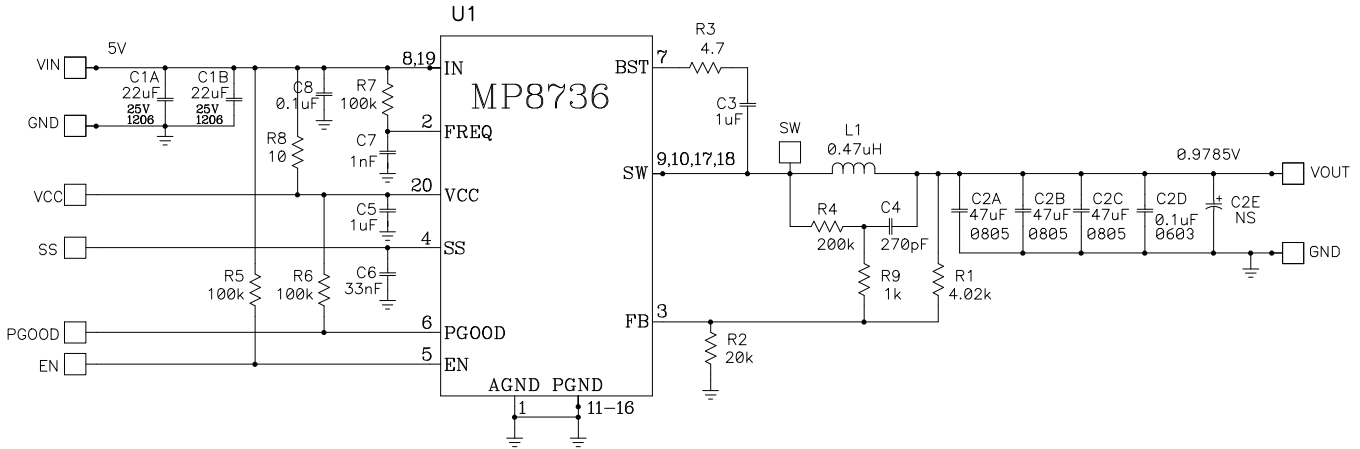 U1
MP8736
VIN
5V
GND
VCC
SS
PGOOD
EN
C1A
22uF
25V
1206
C1B
22uF
25V
1206
C8
0.1uF
R7
100k
R8
10
C7
1nF
C5
1uF
C6
33nF
R5
100k
R6
100k
8,19
IN
2
FREQ
20
VCC
4
SS
6
PGOOD
5
EN
AGND PGND
1
11-16
BST
7
SW
9,10,17,18
FB
3
R3
4.7
C3
1uF
SW
L1
0.47uH
R4
200k
C4
270pF
R9
1k
R1
4.02k
R2
20k
0.9785V
C2A
47uF
0805
C2B
47uF
0805
C2C
47uF
0805
C2D
0.1uF
0603
+
C2E
NS
VOUT
GND